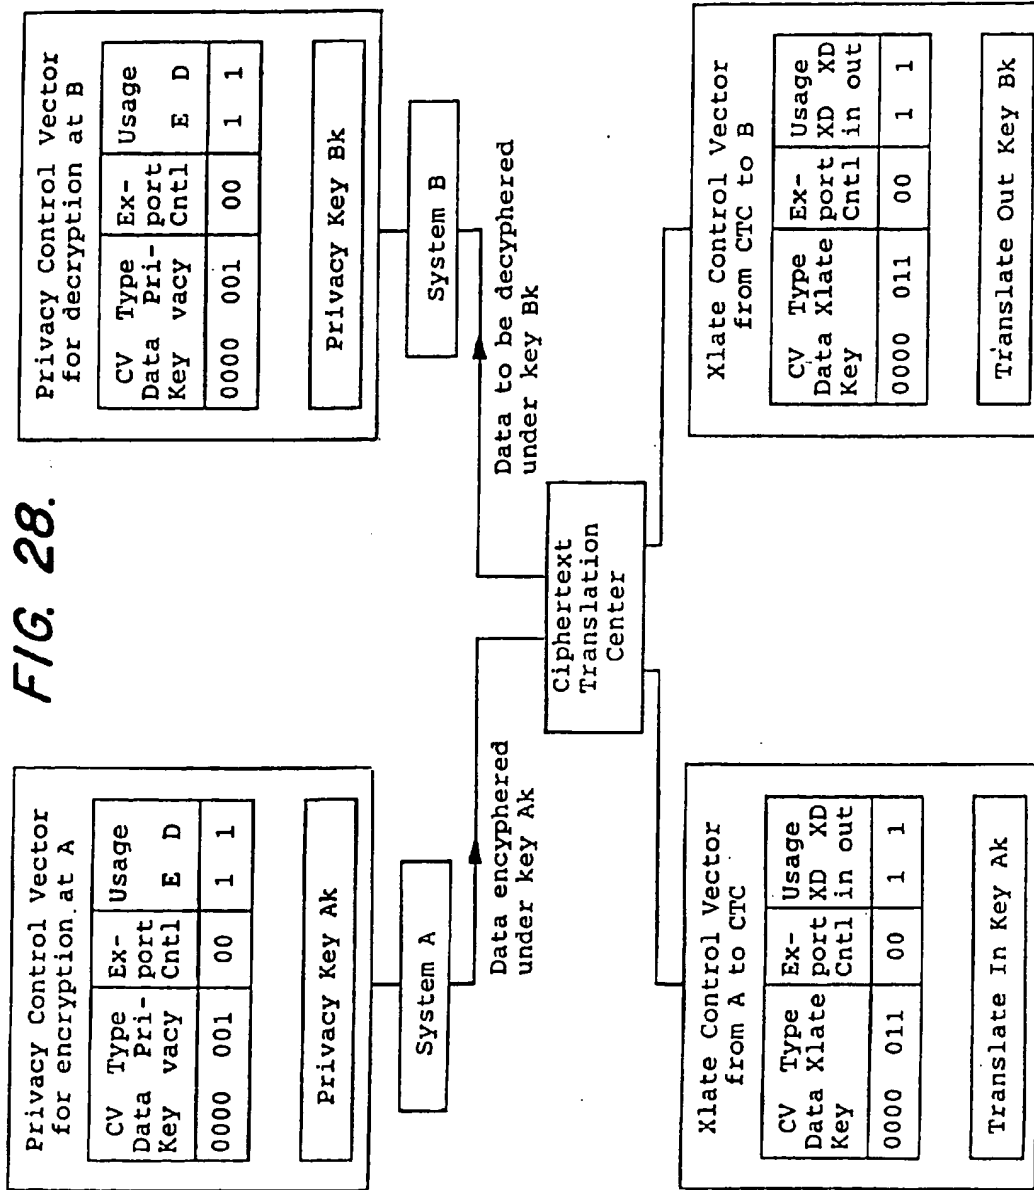 FIG. 28.
Privacy Control Vector
for encryption at A
CV Type Ex- Usage
Data Pri- port
Key vacy Cntl E D
0000 001 00 1 1
Privacy Key Ak
System A
Data encyphered
under key Ak
Privacy Control Vector
for decryption at B
CV Type Ex- Usage
Data Pri- port
Key vacy Cntl E D
0000 001 00 1 1
Privacy Key Bk
System B
Data to be decyphered
under key Bk
Ciphertext
Translation
Center
Xlate Control Vector
from A to CTC
CV Type Ex- Usage
Data Xlate port XD XD
Key Cntl in out
0000 011 00 1 1
Translate In Key Ak
Xlate Control Vector
from CTC to B
CV Type Ex- Usage
Data Xlate port XD XD
Key Cntl in out
0000 011 00 1 1
Translate Out Key Bk